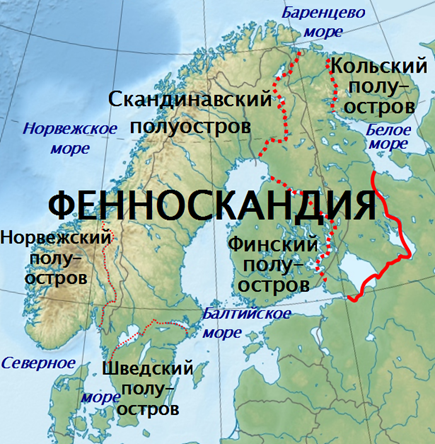 Баренцево
море
Кольский
полу–
остров
Скандинавский
полуостров
Норвежское
море
Белое
море
ФЕННОСКАНДИЯ
Норвежский
полу–
остров
Финский
полу–
остров
Балтийское
море
Северное
море
Шведский
полу–
остров